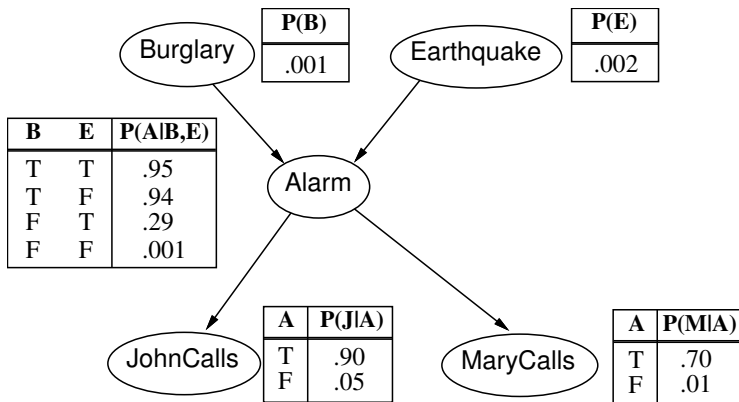 Burglary
P(B)
.001
Earthquake
P(E)
.002
B E P(A|B,E)
T T .95
T F .94
F T .29
F F .001
Alarm
JohnCalls
A P(J|A)
T .90
F .05
MaryCalls
A P(M|A)
T .70
F .01